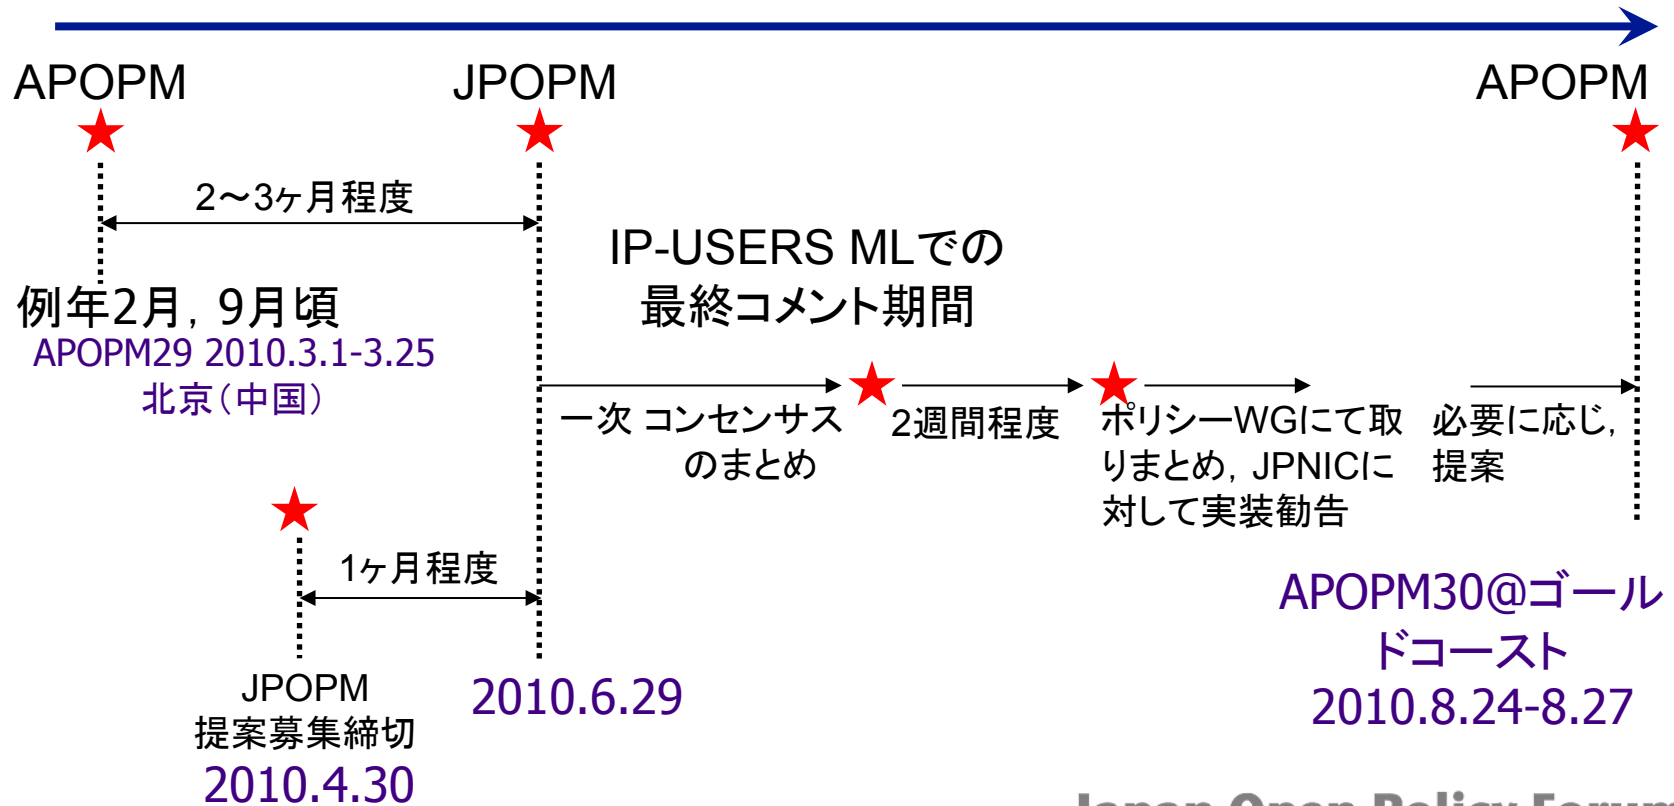 APOPM
JPOPM
APOPM
2～3ヶ月程度
IP-USERS MLでの
最終コメント期間
例年2月，9月頃
APOPM29 2010.3.1-3.25
北京（中国）
一次 コンセンサス
のまとめ
2週間程度
ポリシーWGにて取
りまとめ，JPNICに
対して実装勧告
必要に応じ，
提案
1ヶ月程度
JPOPM
提案募集締切
2010.4.30
2010.6.29
APOPM30@ゴール
ドコースト
2010.8.24-8.27
Japan Open Policy Forum